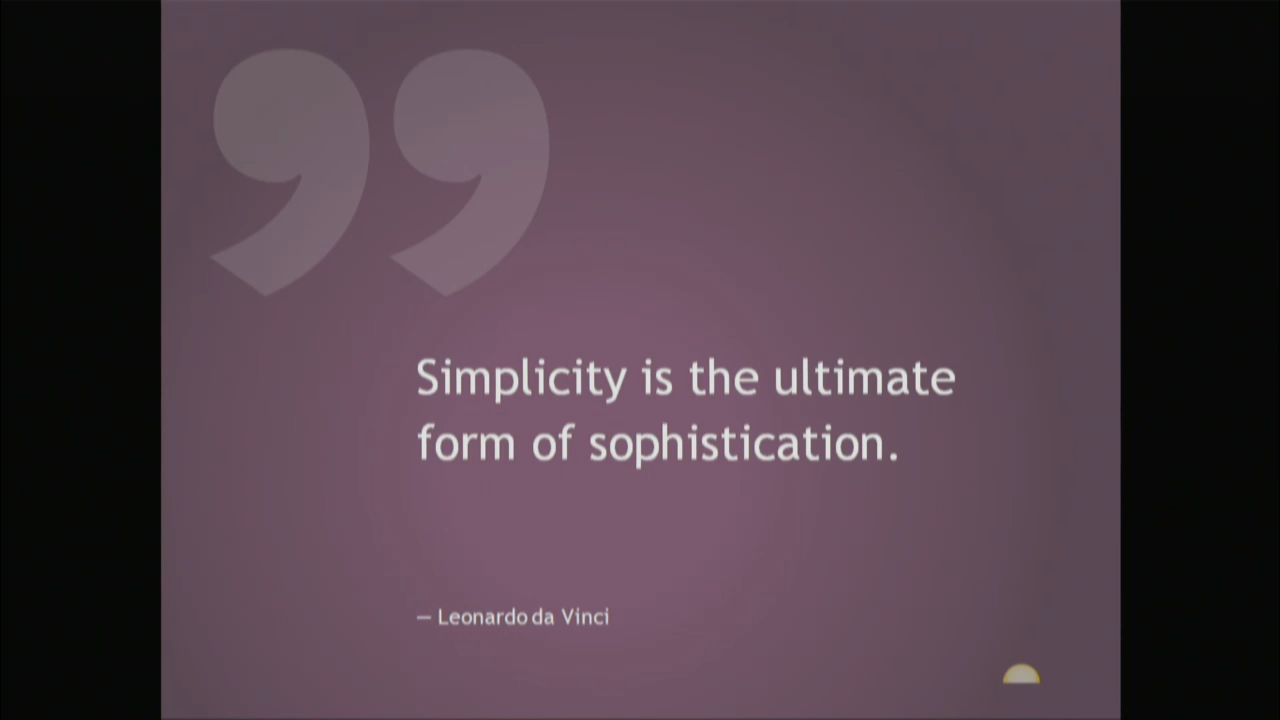 ”
Simplicity is the ultimate
form of sophistication.
— Leonardo da Vinci